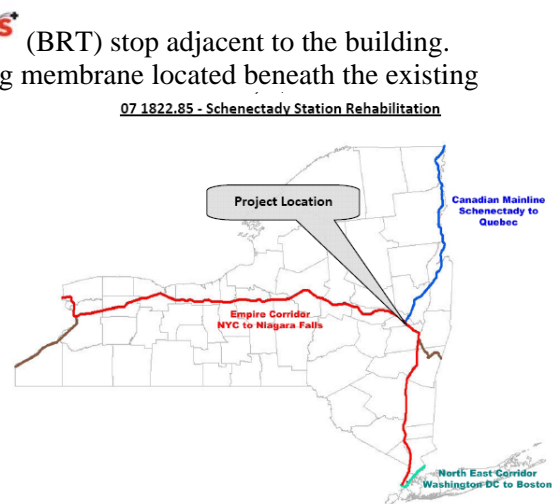 (BRT) stop adjacent to the building.
g membrane located beneath the existing
07 1822.85 - Schenectady Station Rehabilitation
Project Location
Canadian Mainline
Schenectady to
Quebec
Empire Corridor
NYC to Niagara Falls
North East Corridor
Washington DC to Boston